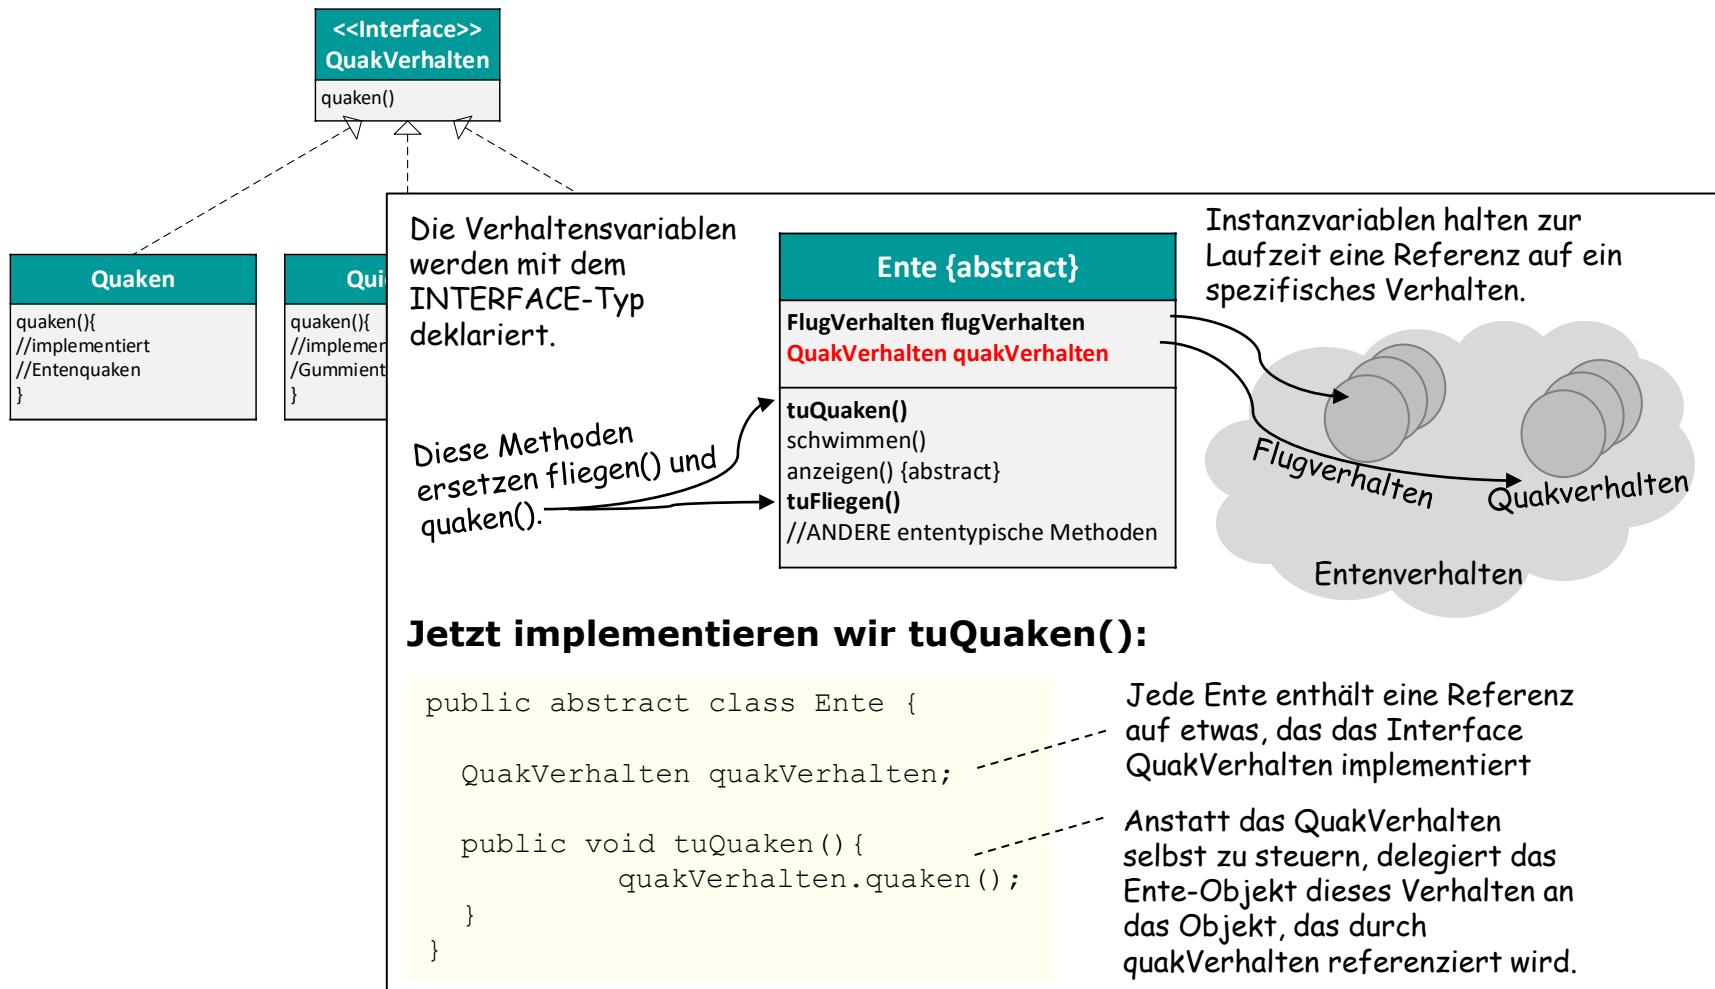 <<Interface>>
QuakVerhalten
quaken()
Quaken
quaken(){
//implementiert
//Entenquaken
}
quaken(){
}
Die Verhaltensvariablen
werden mit dem
INTERFACE-Typ
deklariert.
Diese Methoden
ersetzen fliegen() und
quaken().
Ente {abstract}
FlugVerhalten flugVerhalten
QuakVerhalten quakVerhalten
tuQuaken()
schwimmen()
anzeigen() {abstract}
tuFliegen()
//ANDERE ententypische Methoden
Instanzvariablen halten zur
Laufzeit eine Referenz auf ein
spezifisches Verhalten.
Flugverhalten
Quakverhalten
Entenverhalten
Jetzt implementieren wir tuQuaken():
public abstract class Ente {
QuakVerhalten quakVerhalten;
public void tuQuaken(){
quakVerhalten.quaken();
}
}
Jede Ente enthält eine Referenz
auf etwas, das das Interface
QuakVerhalten implementiert
Anstatt das QuakVerhalten
selbst zu steuern, delegiert das
Ente-Objekt dieses Verhalten an
das Objekt, das durch
quakVerhalten referenziert wird.